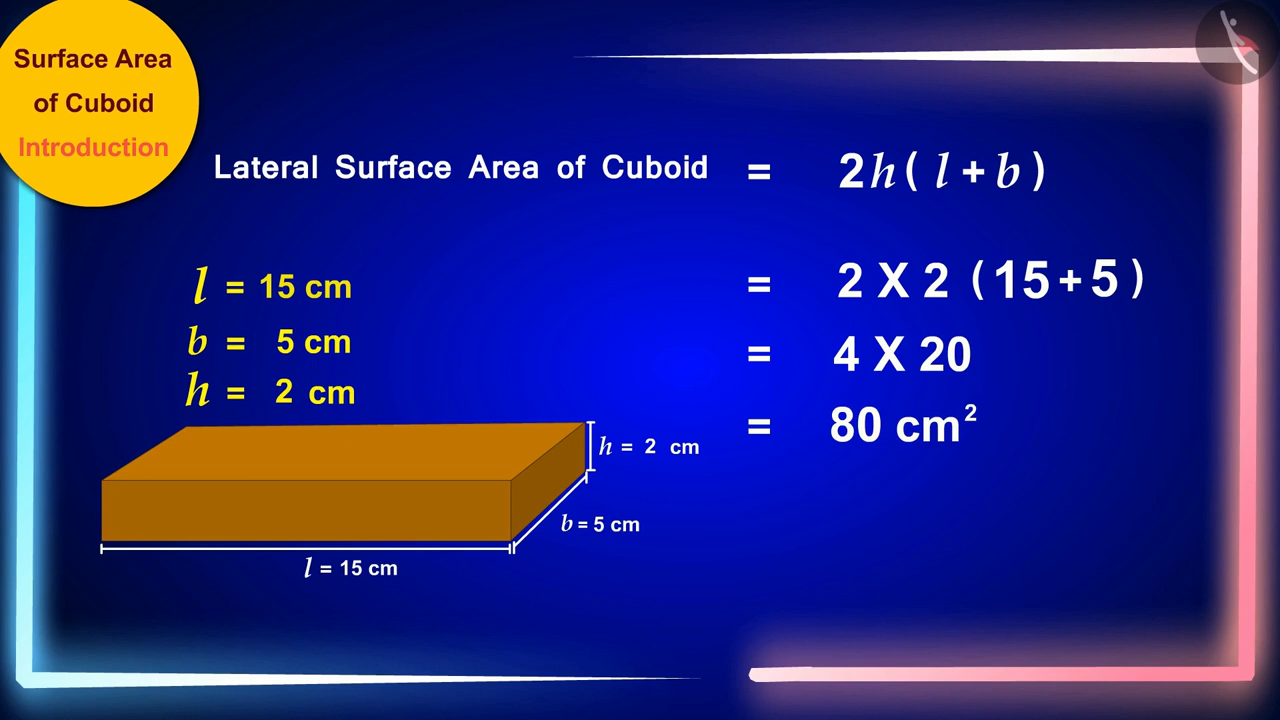 Surface Area
of Cuboid
Introduction
Lateral Surface Area of Cuboid = 2h( l + b )
= 2 X 2 ( 15 + 5 )
= 4 X 20
= 80 cm²
l = 15 cm
b = 5 cm
h = 2 cm
h = 2 cm
b = 5 cm
l = 15 cm